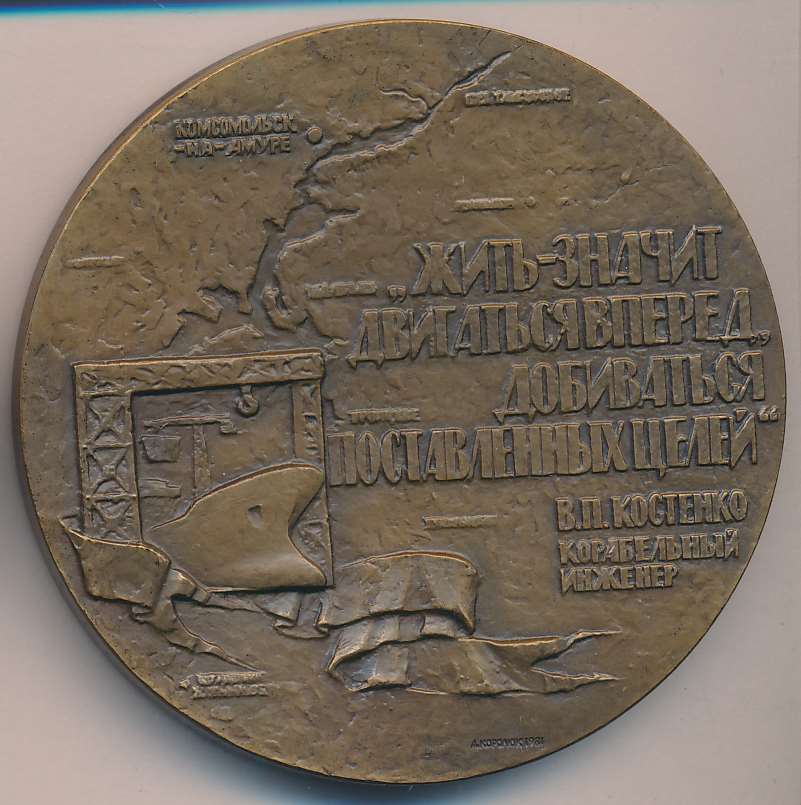 КОМСОМОЛЬСК
-НА-АМУРЕ
„ЖИТЬ-ЗНАЧИТ
ДВИГАТЬСЯ ВПЕРЕД,
ДОБИВАТЬСЯ
ПОСТАВЛЕННЫХ ЦЕЛЕЙ“
В.П. КОСТЕНКО
КОРАБЕЛЬНЫЙ
ИНЖЕНЕР
А.КОРОЛЮК 1981